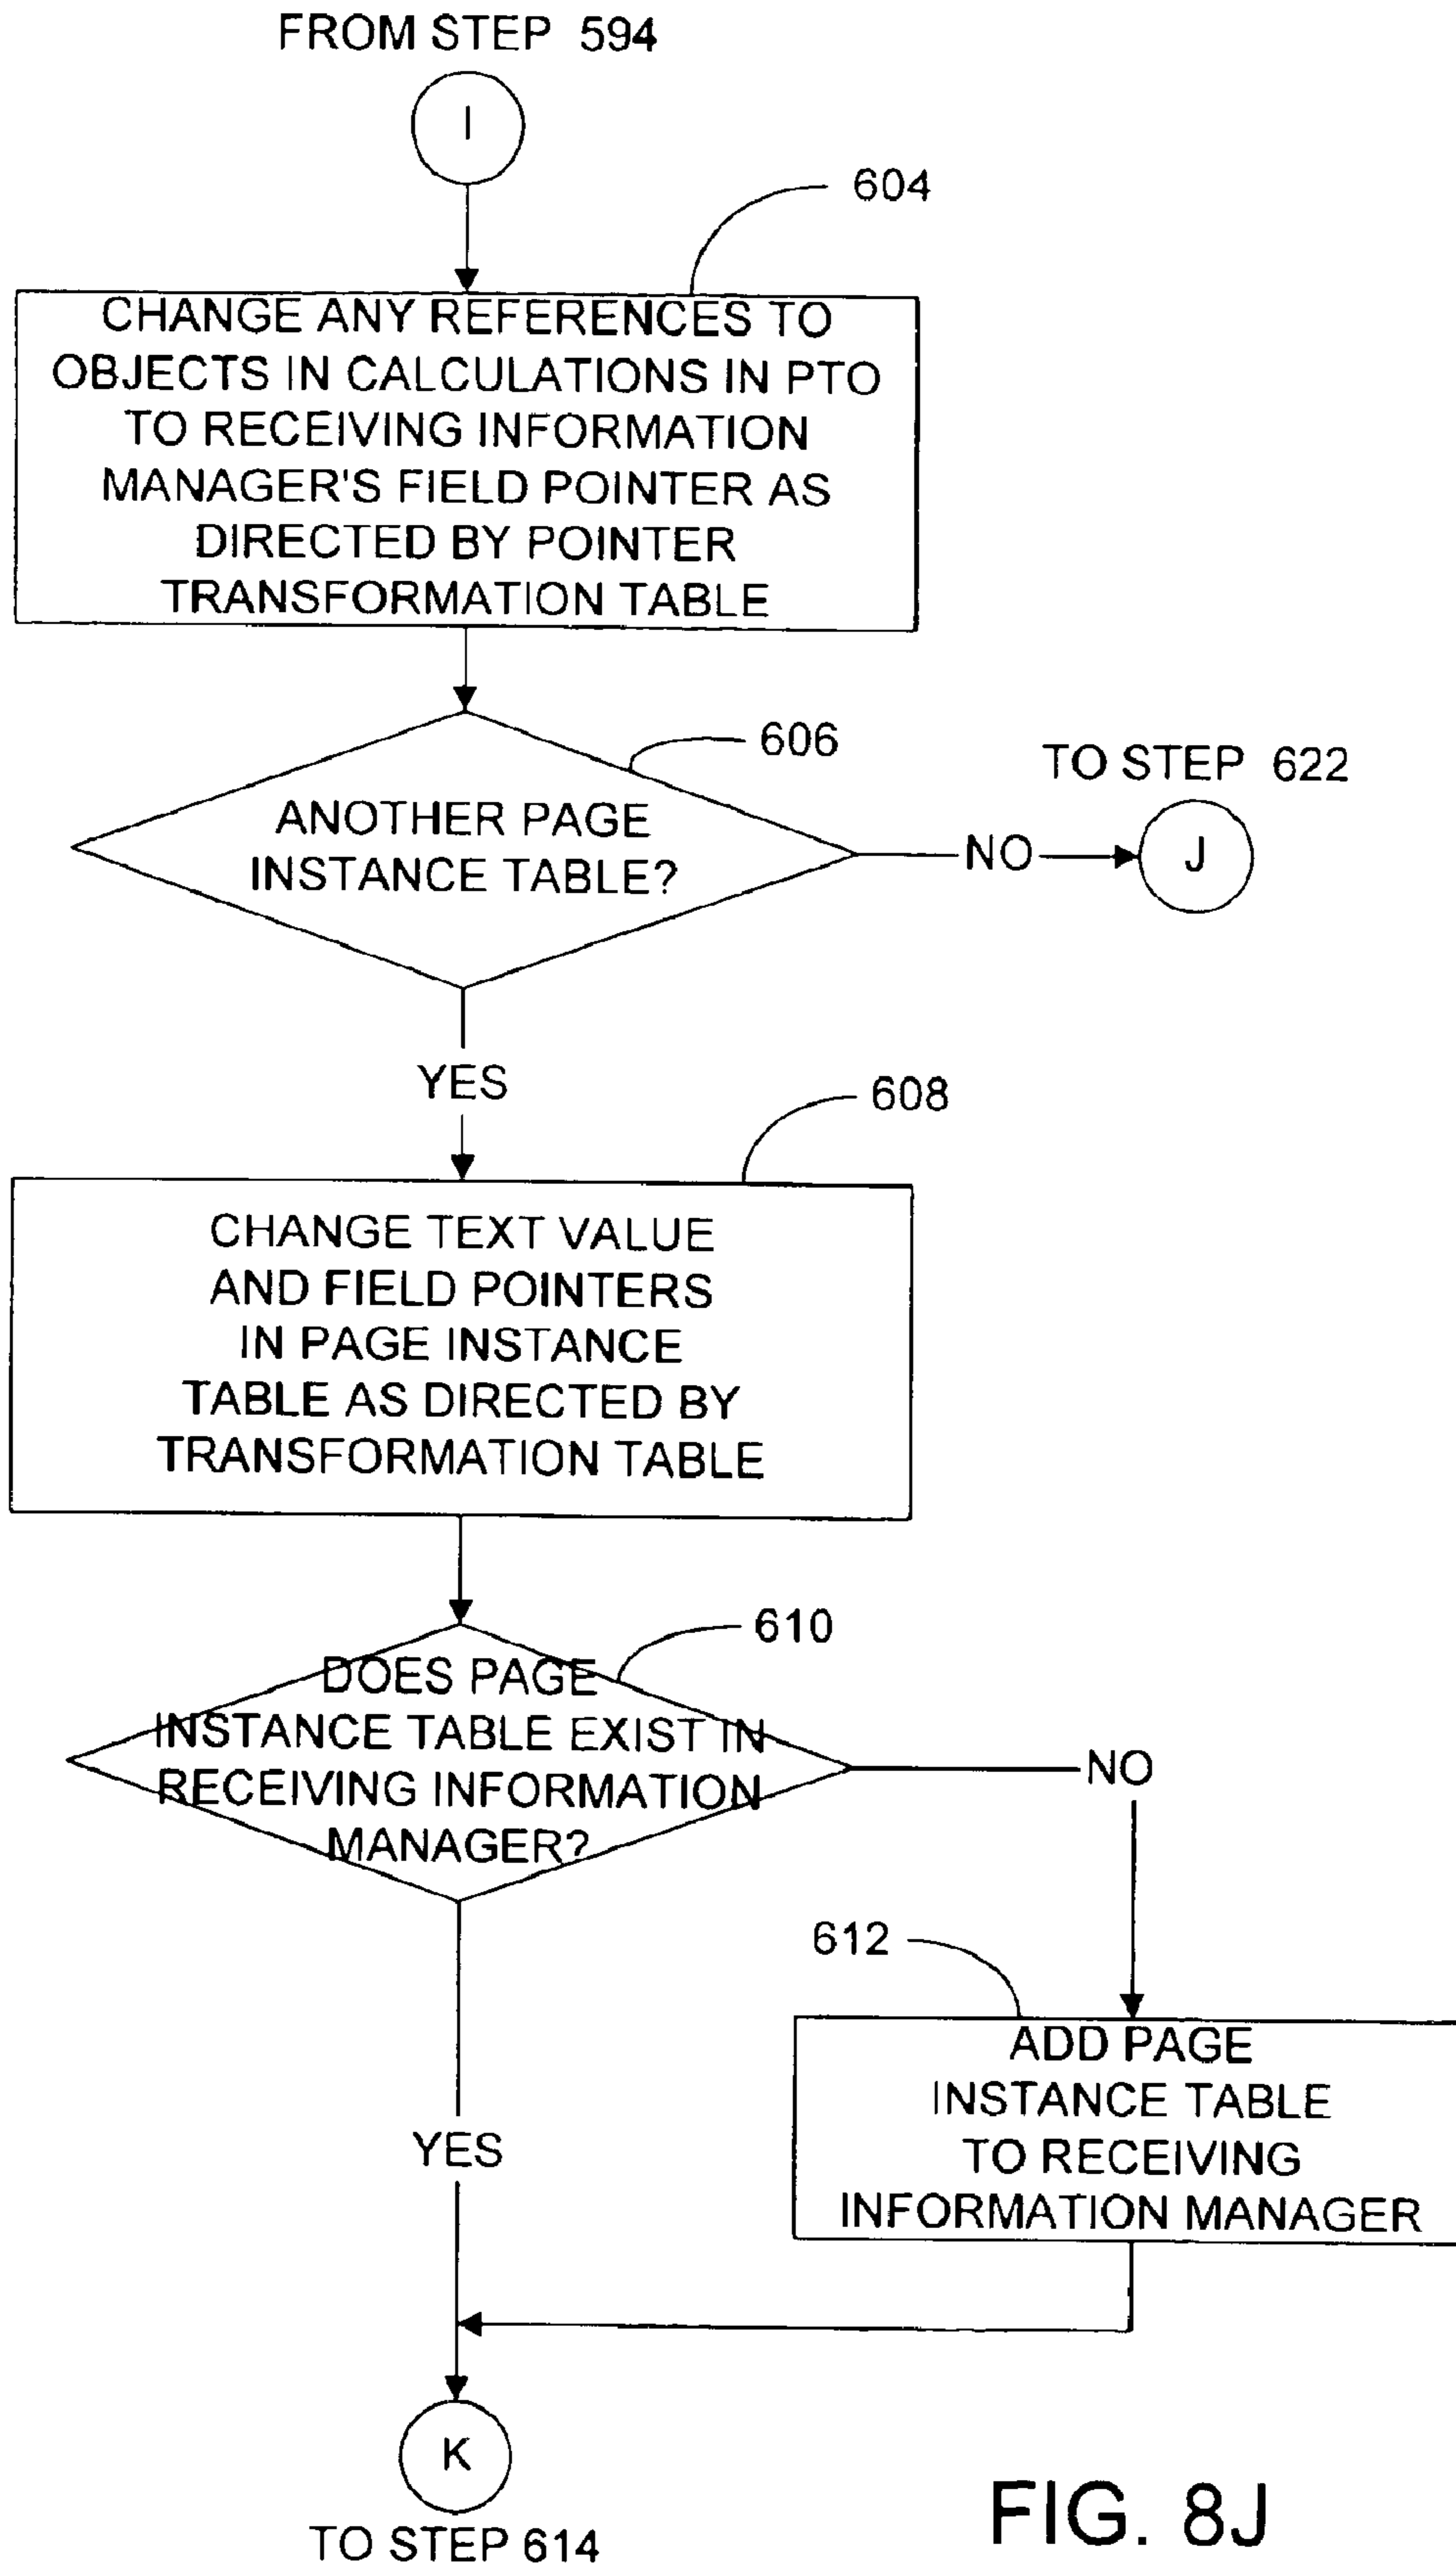 FROM STEP 594
I
604
CHANGE ANY REFERENCES TO
OBJECTS IN CALCULATIONS IN PTO
TO RECEIVING INFORMATION
MANAGER'S FIELD POINTER AS
DIRECTED BY POINTER
TRANSFORMATION TABLE
606
TO STEP 622
ANOTHER PAGE
INSTANCE TABLE?
NO
J
YES
608
CHANGE TEXT VALUE
AND FIELD POINTERS
IN PAGE INSTANCE
TABLE AS DIRECTED BY
TRANSFORMATION TABLE
610
DOES PAGE
INSTANCE TABLE EXIST IN
RECEIVING INFORMATION
MANAGER?
NO
612
ADD PAGE
INSTANCE TABLE
TO RECEIVING
INFORMATION MANAGER
YES
K
TO STEP 614
FIG. 8J